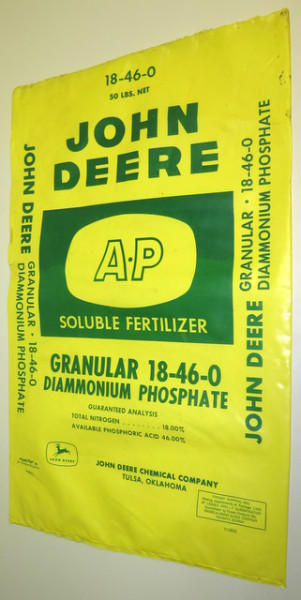 18-46-0
50 LBS. NET
JOHN
DEERE
A·P
SOLUBLE FERTILIZER
GRANULAR 18-46-0
DIAMMONIUM PHOSPHATE
GUARANTEED ANALYSIS
TOTAL NITROGEN ........ 18.00%
AVAILABLE PHOSPHORIC ACID 46.00%
JOHN DEERE
JOHN DEERE CHEMICAL COMPANY
TULSA, OKLAHOMA
JOHN DEERE GRANULAR · 18-46-0
DIAMMONIUM PHOSPHATE
JOHN DEERE GRANULAR · 18-46-0
DIAMMONIUM PHOSPHATE